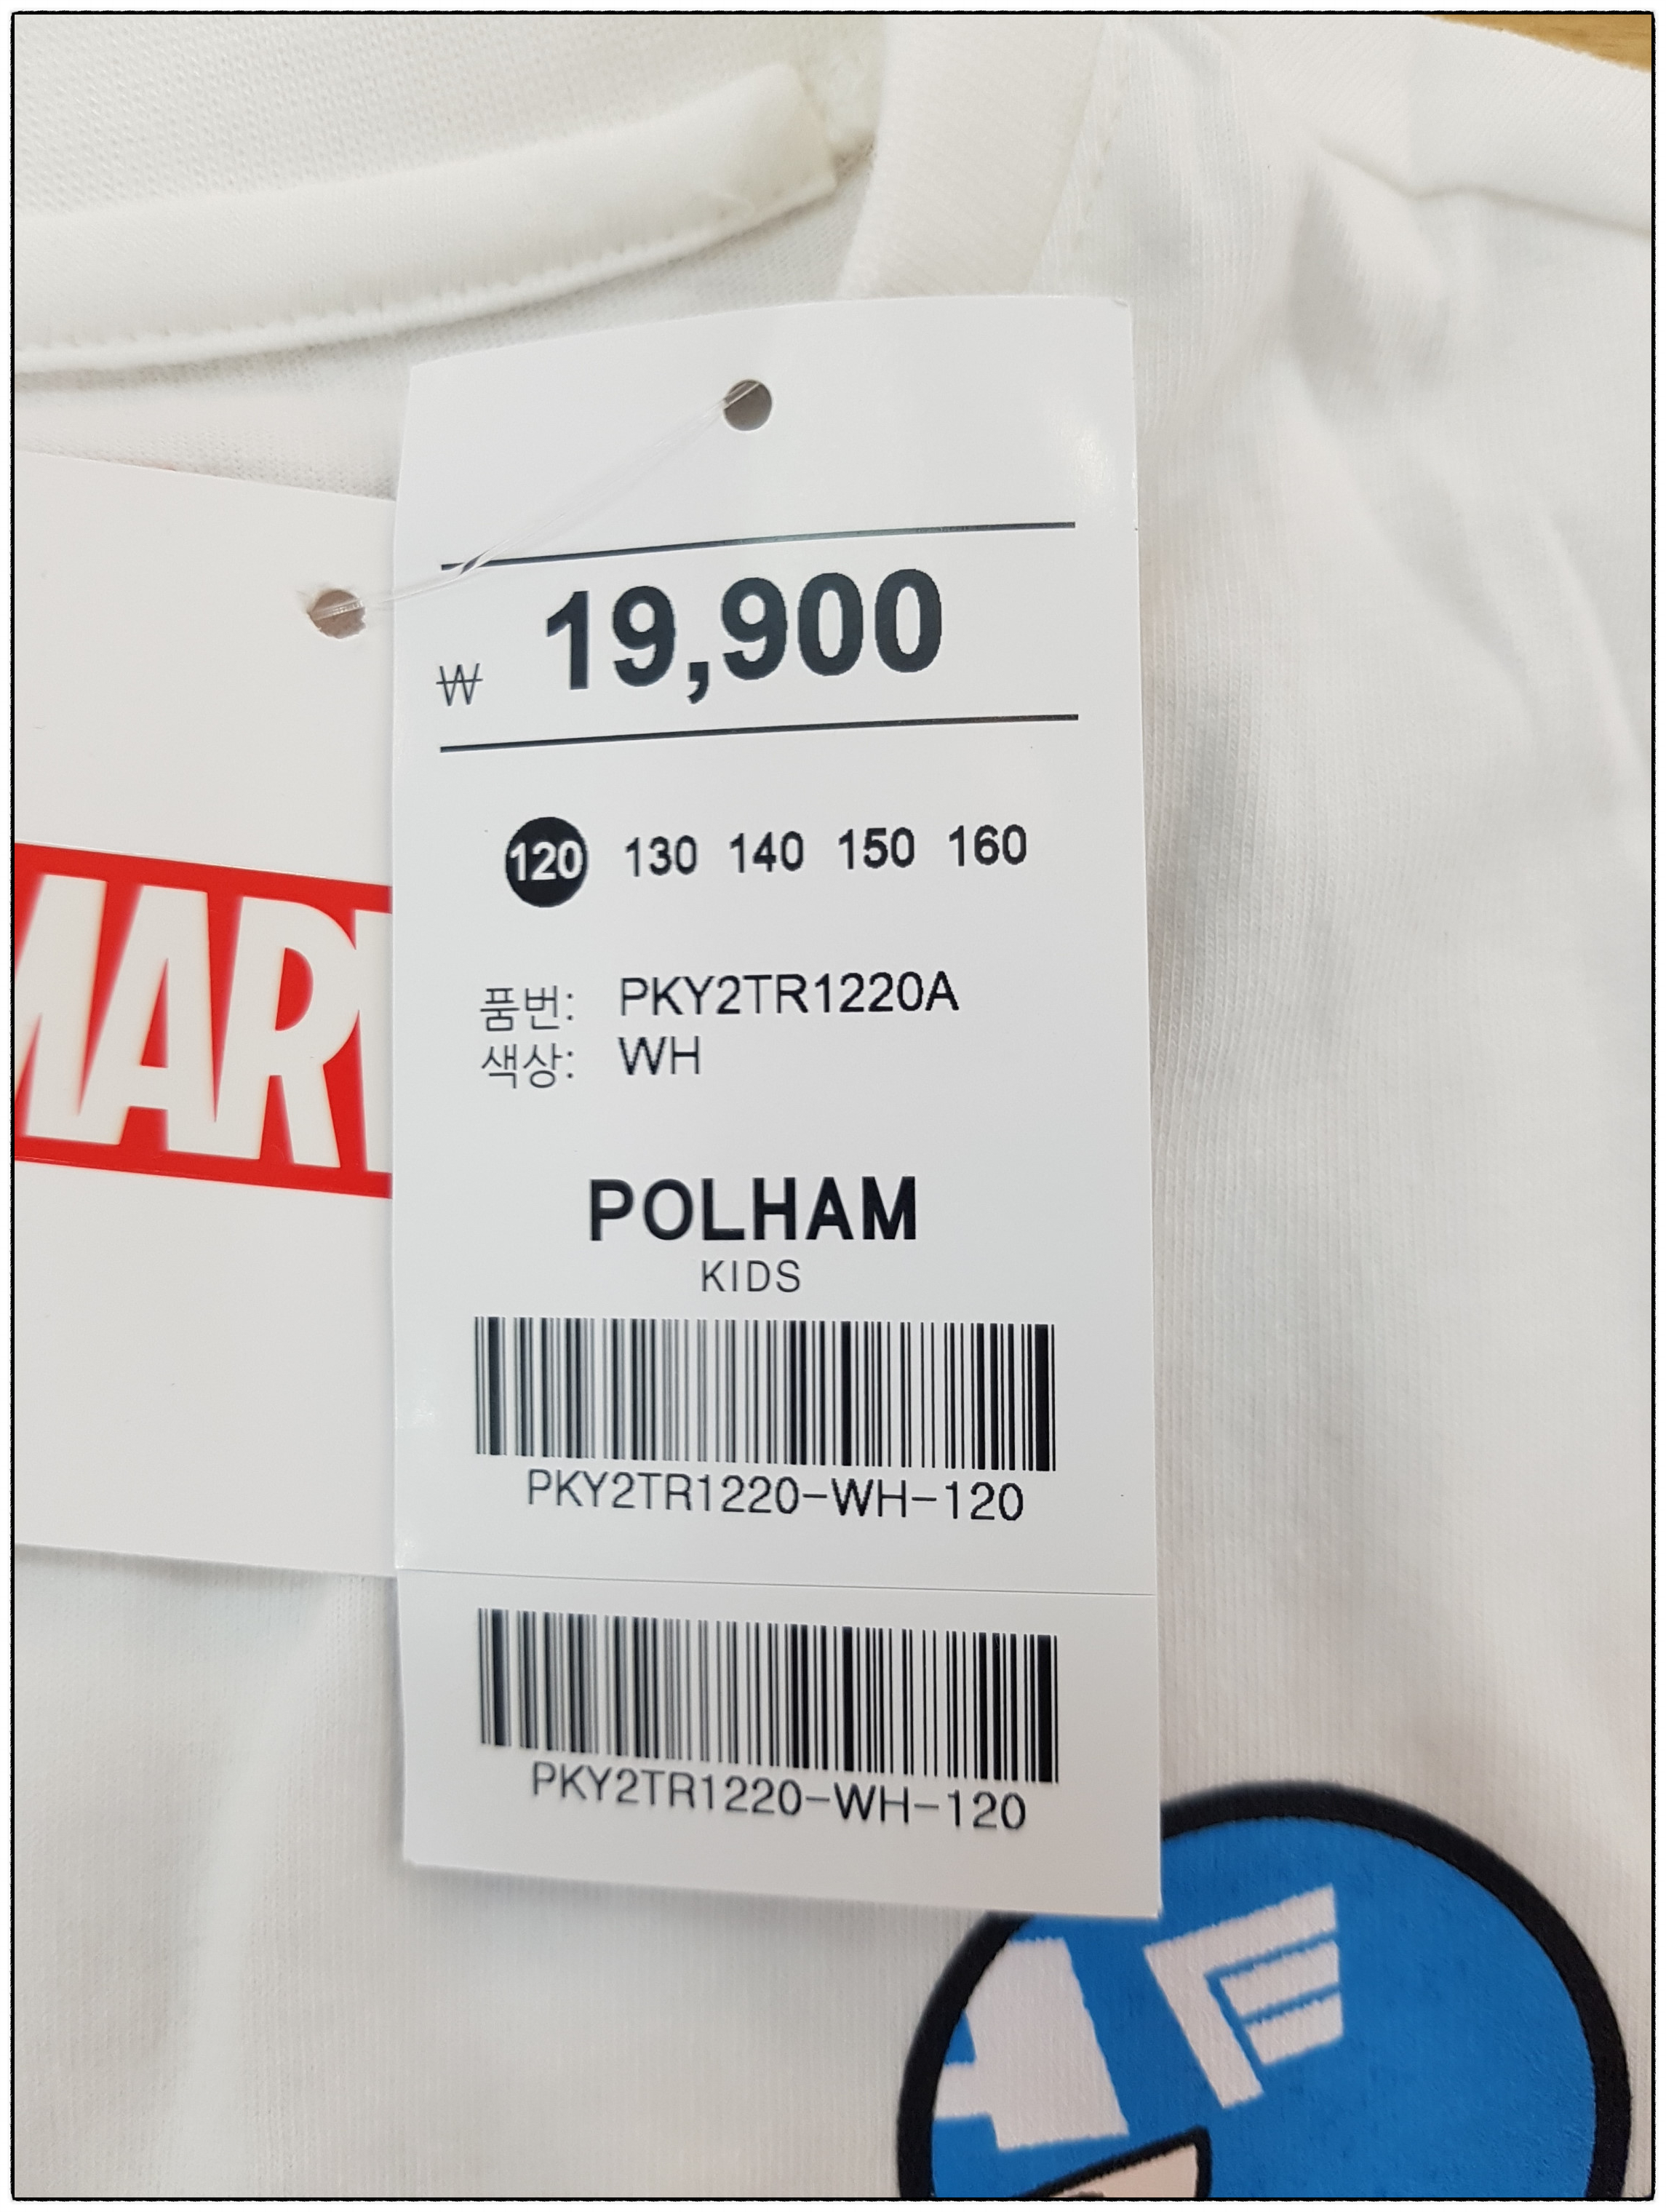 ₩ 19,900
120 130 140 150 160
품번: PKY2TR1220A
색상: WH
POLHAM
KIDS
PKY2TR1220-WH-120
PKY2TR1220-WH-120
MAR
A